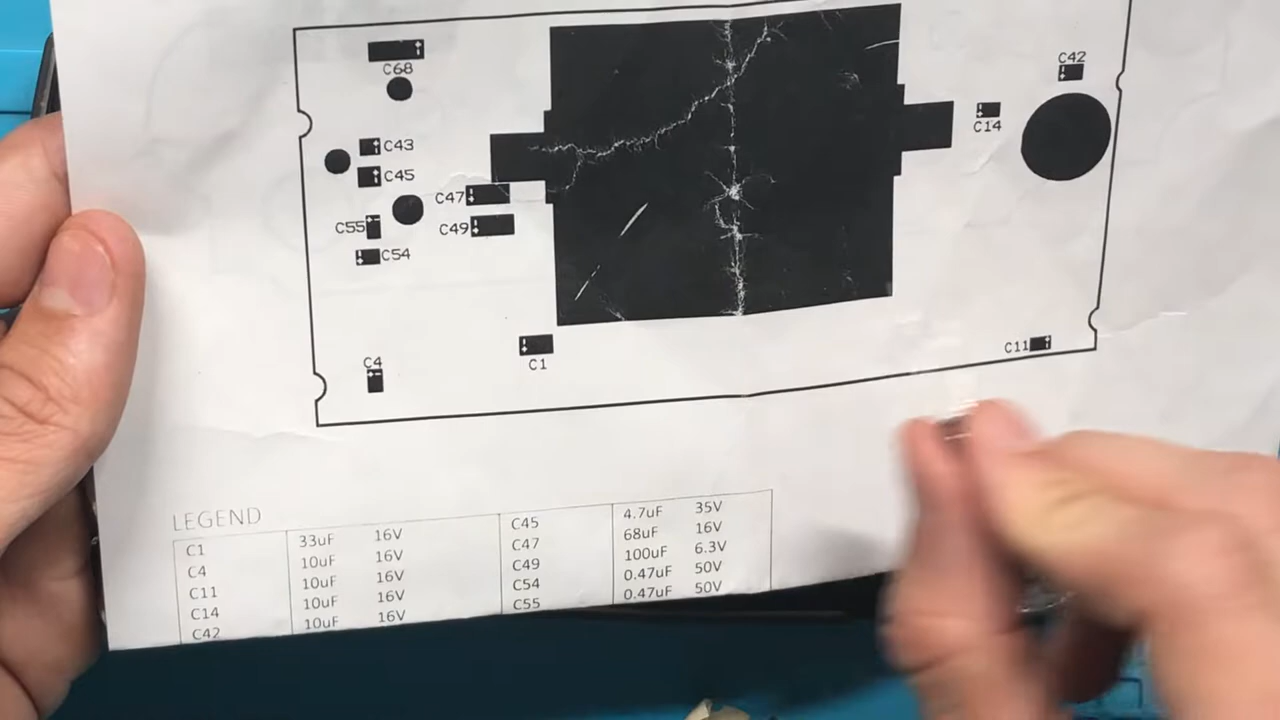 C68
C42
C14
C43
C45
C47
C55
C49
C54
C1
C4
C11
LEGEND
C1 33uF 16V C45 4.7uF 35V
C4 10uF 16V C47 68uF 16V
C11 10uF 16V C49 100uF 6.3V
C14 10uF 16V C54 0.47uF 50V
C42 10uF 16V C55 0.47uF 50V